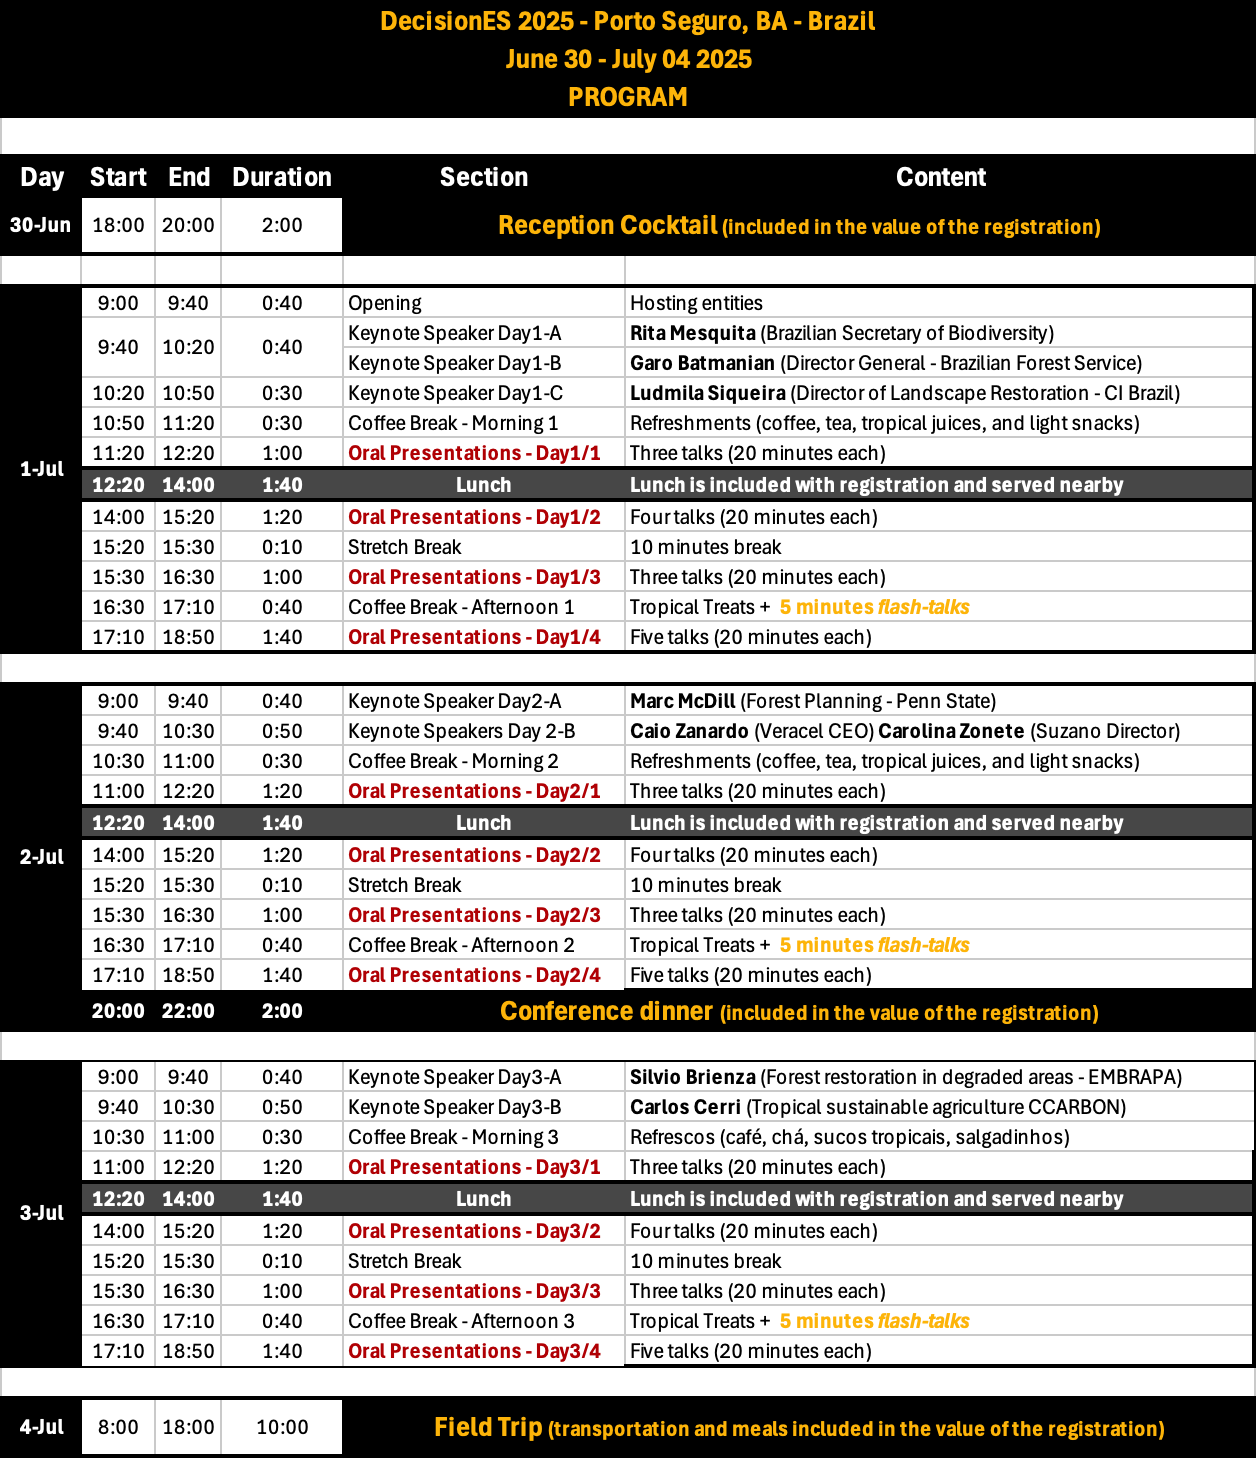 DecisionES 2025 - Porto Seguro, BA - Brazil
June 30 - July 04 2025
PROGRAM
Day Start End Duration Section Content
30-Jun 18:00 20:00 2:00 Reception Cocktail (included in the value of the registration)
9:00 9:40 0:40 Opening Hosting entities
9:40 10:20 0:40 Keynote Speaker Day1-A Rita Mesquita (Brazilian Secretary of Biodiversity)
Keynote Speaker Day1-B Garo Batmanian (Director General - Brazilian Forest Service)
10:20 10:50 0:30 Keynote Speaker Day1-C Ludmila Siqueira (Director of Landscape Restoration - CI Brazil)
10:50 11:20 0:30 Coffee Break - Morning 1 Refreshments (coffee, tea, tropical juices, and light snacks)
11:20 12:20 1:00 Oral Presentations - Day1/1 Three talks (20 minutes each)
1-Jul
12:20 14:00 1:40 Lunch Lunch is included with registration and served nearby
14:00 15:20 1:20 Oral Presentations - Day1/2 Four talks (20 minutes each)
15:20 15:30 0:10 Stretch Break 10 minutes break
15:30 16:30 1:00 Oral Presentations - Day1/3 Three talks (20 minutes each)
16:30 17:10 0:40 Coffee Break - Afternoon 1 Tropical Treats + 5 minutes flash-talks
17:10 18:50 1:40 Oral Presentations - Day1/4 Five talks (20 minutes each)
9:00 9:40 0:40 Keynote Speaker Day2-A Marc McDill (Forest Planning - Penn State)
9:40 10:30 0:50 Keynote Speakers Day 2-B Caio Zanardo (Veracel CEO) Carolina Zonete (Suzano Director)
10:30 11:00 0:30 Coffee Break - Morning 2 Refreshments (coffee, tea, tropical juices, and light snacks)
11:00 12:20 1:20 Oral Presentations - Day2/1 Three talks (20 minutes each)
12:20 14:00 1:40 Lunch Lunch is included with registration and served nearby
2-Jul 14:00 15:20 1:20 Oral Presentations - Day2/2 Four talks (20 minutes each)
15:20 15:30 0:10 Stretch Break 10 minutes break
15:30 16:30 1:00 Oral Presentations - Day2/3 Three talks (20 minutes each)
16:30 17:10 0:40 Coffee Break - Afternoon 2 Tropical Treats + 5 minutes flash-talks
17:10 18:50 1:40 Oral Presentations - Day2/4 Five talks (20 minutes each)
20:00 22:00 2:00 Conference dinner (included in the value of the registration)
9:00 9:40 0:40 Keynote Speaker Day3-A Silvio Brienza (Forest restoration in degraded areas - EMBRAPA)
9:40 10:30 0:50 Keynote Speaker Day3-B Carlos Cerri (Tropical sustainable agriculture CCARBON)
10:30 11:00 0:30 Coffee Break - Morning 3 Refrescos (café, chá, sucos tropicais, salgadinhos)
11:00 12:20 1:20 Oral Presentations - Day3/1 Three talks (20 minutes each)
12:20 14:00 1:40 Lunch Lunch is included with registration and served nearby
3-Jul
14:00 15:20 1:20 Oral Presentations - Day3/2 Four talks (20 minutes each)
15:20 15:30 0:10 Stretch Break 10 minutes break
15:30 16:30 1:00 Oral Presentations - Day3/3 Three talks (20 minutes each)
16:30 17:10 0:40 Coffee Break - Afternoon 3 Tropical Treats + 5 minutes flash-talks
17:10 18:50 1:40 Oral Presentations - Day3/4 Five talks (20 minutes each)
4-Jul 8:00 18:00 10:00 Field Trip (transportation and meals included in the value of the registration)